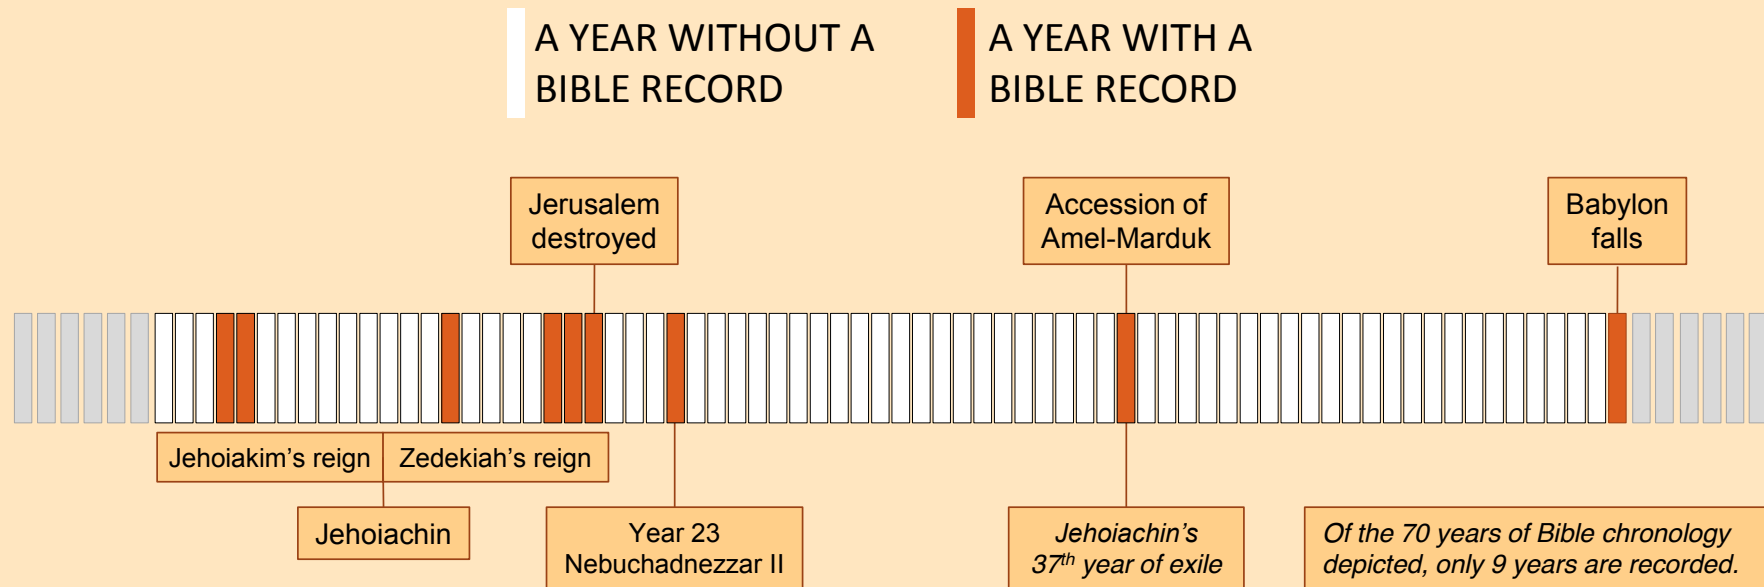 A YEAR WITHOUT A
BIBLE RECORD
A YEAR WITH A
BIBLE RECORD
Jerusalem
destroyed
Accession of
Amel-Marduk
Babylon
falls
Jehoiakim’s reign
Zedekiah’s reign
Jehoiachin
Year 23
Nebuchadnezzar II
Jehoiachin’s
37th year of exile
Of the 70 years of Bible chronology
depicted, only 9 years are recorded.